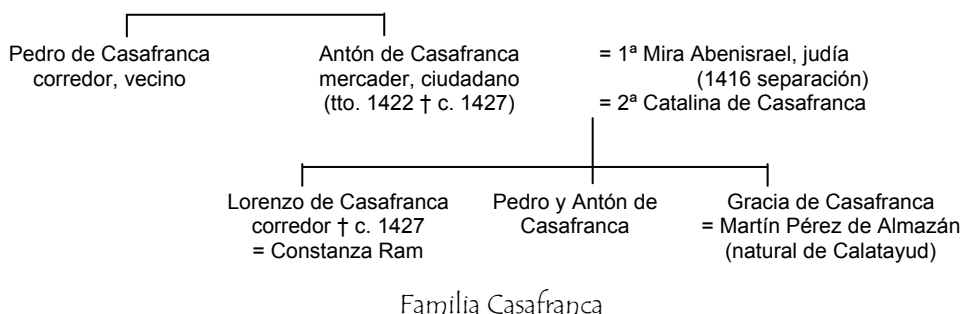 Pedro de Casafranca
corredor, vecino
Antón de Casafranca
mercader, ciudadano
(tto. 1422 † c. 1427)
= 1ª Mira Abenisrael, judía
(1416 separación)
= 2ª Catalina de Casafranca
Lorenzo de Casafranca
corredor † c. 1427
= Constanza Ram
Pedro y Antón de
Casafranca
Gracia de Casafranca
= Martín Pérez de Almazán
(natural de Calatayud)
Familia Casafranca